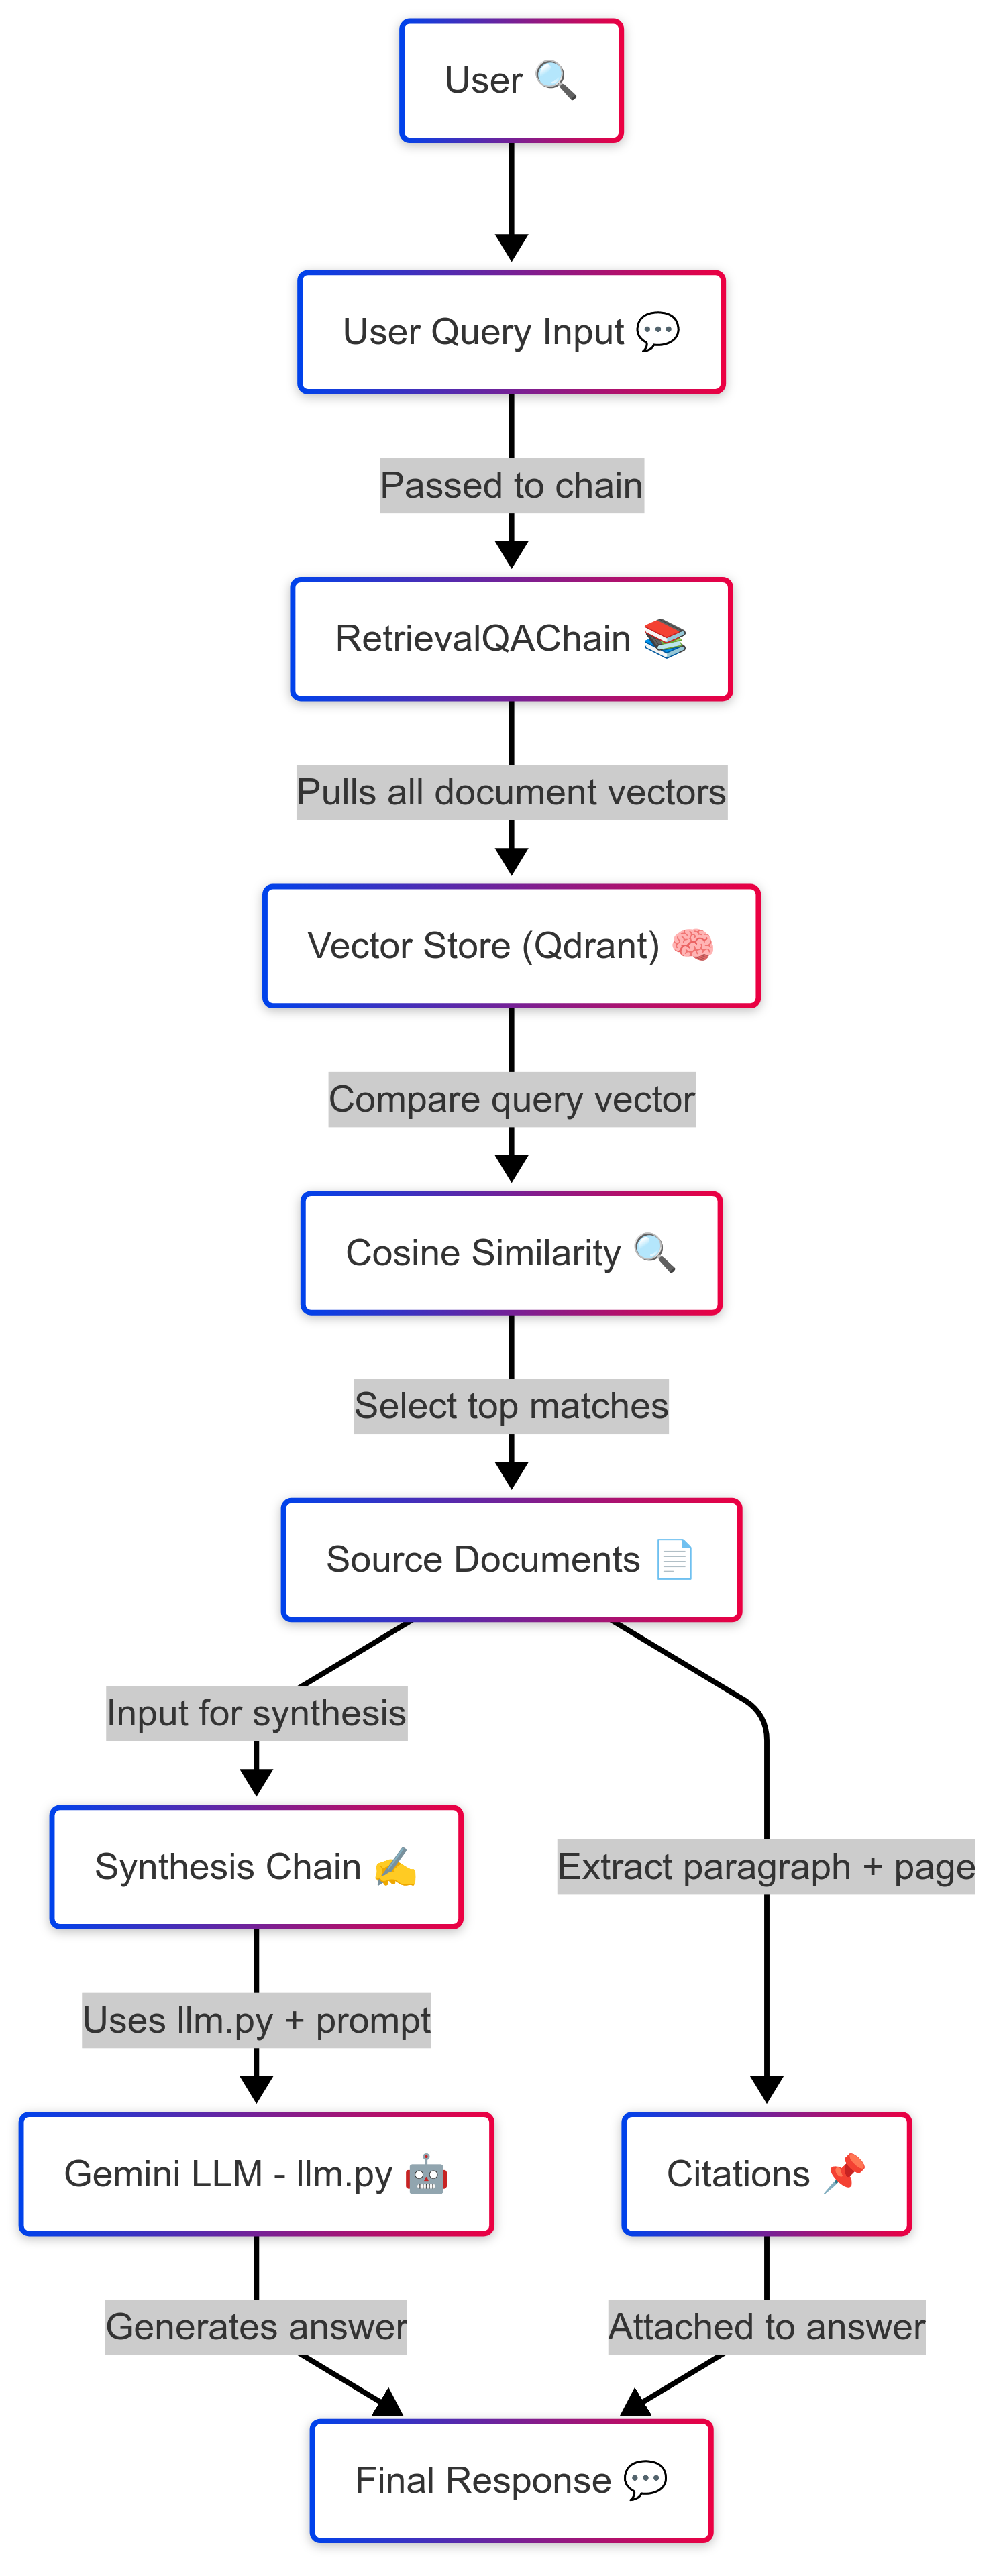 User 🔍
User Query Input 💬
Passed to chain
RetrievalQAChain 📚
Pulls all document vectors
Vector Store (Qdrant) 🧠
Compare query vector
Cosine Similarity 🔍
Select top matches
Source Documents 📄
Input for synthesis
Synthesis Chain ✍️
Extract paragraph + page
Uses llm.py + prompt
Gemini LLM - llm.py 🤖
Citations 📌
Generates answer
Attached to answer
Final Response 💬